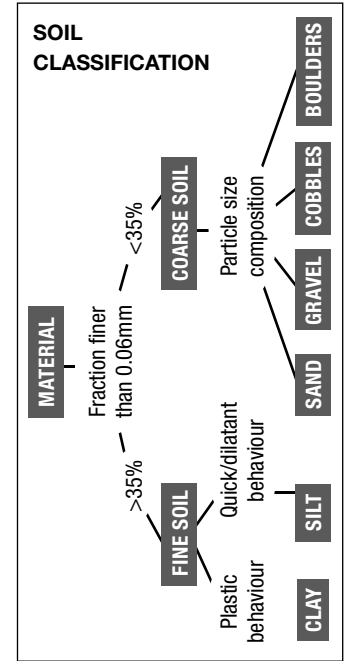 SOIL
CLASSIFICATION
MATERIAL
Fraction finer
than 0.06mm
>35%
<35%
FINE SOIL
COARSE SOIL
Plastic
behaviour
Quick/dilatant
behaviour
Particle size
composition
CLAY
SILT
SAND
GRAVEL
COBBLES
BOULDERS